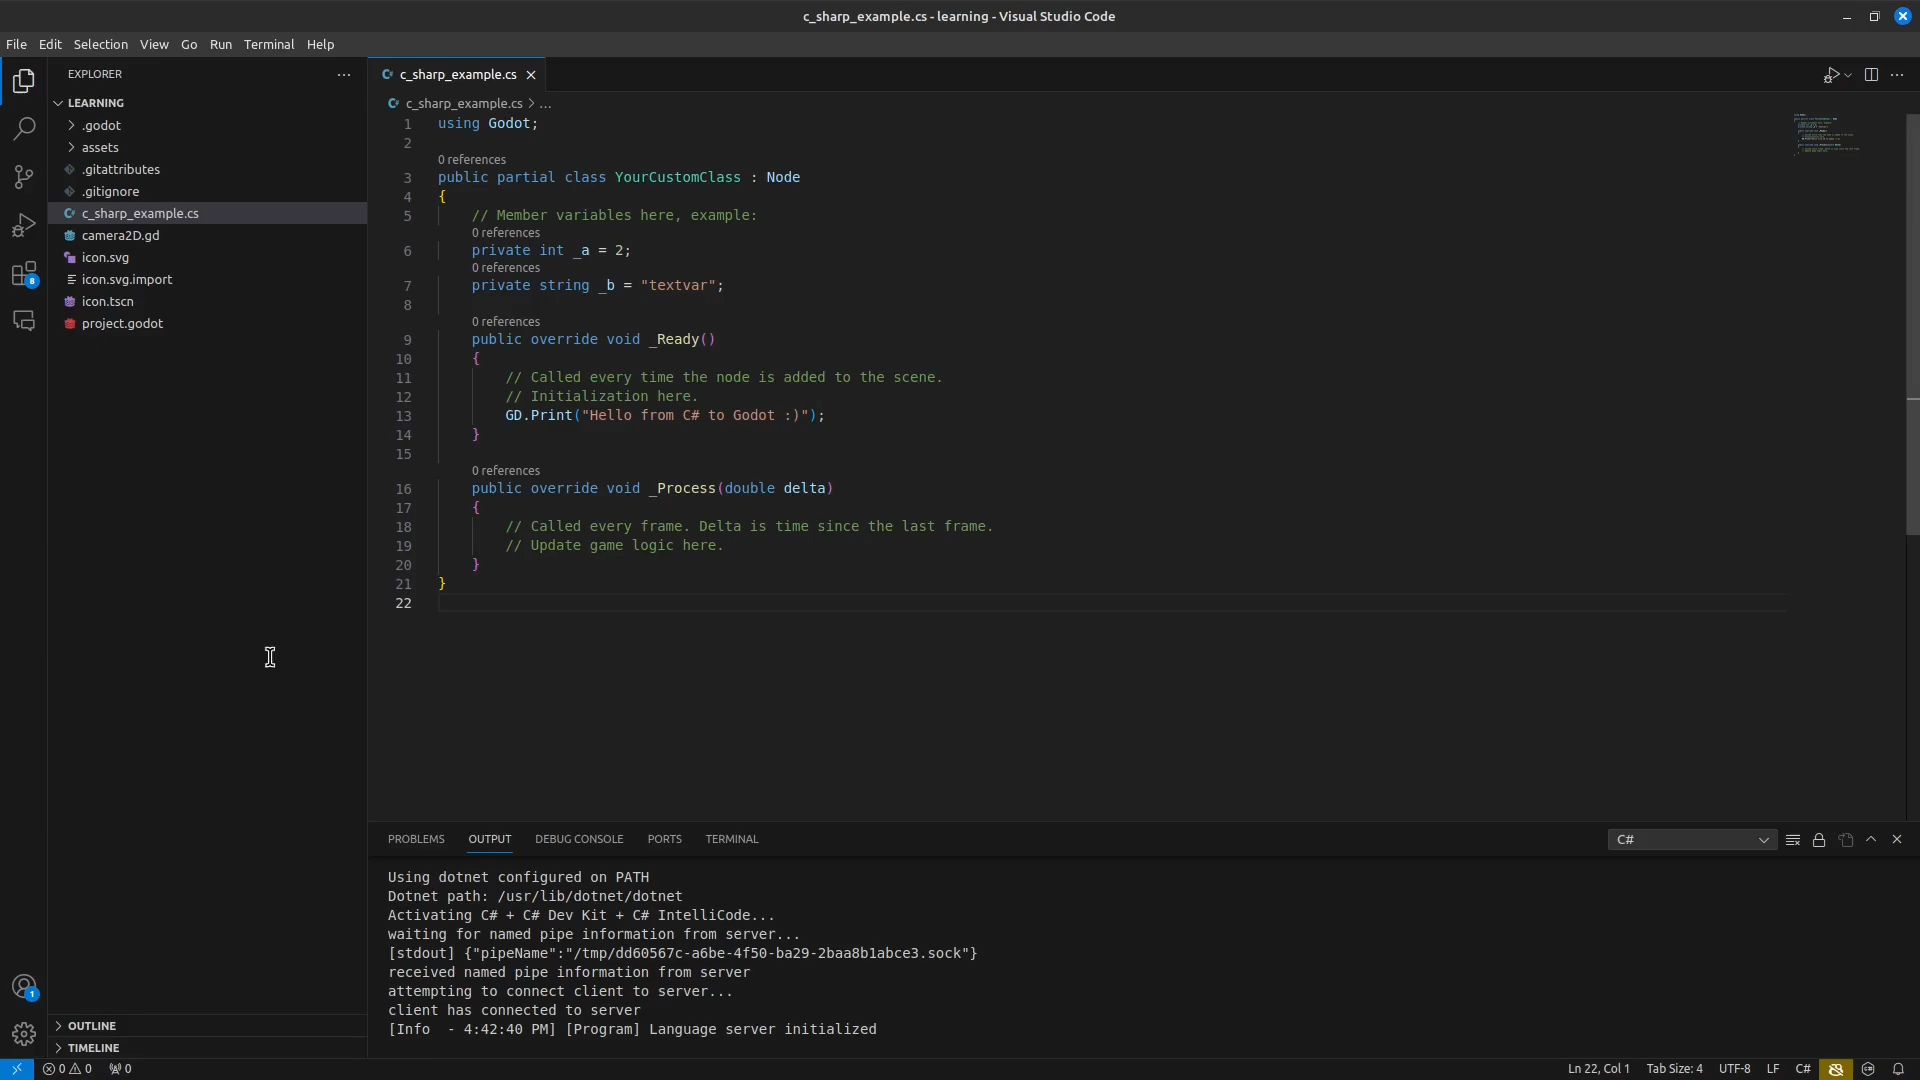 c_sharp_example.cs - learning - Visual Studio Code
File Edit Selection View Go Run Terminal Help
EXPLORER
LEARNING
.godot
assets
.gitattributes
.gitignore
c_sharp_example.cs
camera2D.gd
icon.svg
icon.svg.import
icon.tscn
project.godot
8
1
OUTLINE
TIMELINE
c_sharp_example.cs
c_sharp_example.cs > ...
1 using Godot;
2
0 references
3 public partial class YourCustomClass : Node
4 {
5 // Member variables here, example:
0 references
6 private int _a = 2;
0 references
7 private string _b = "textvar";
8
0 references
9 public override void _Ready()
10 {
11 // Called every time the node is added to the scene.
12 // Initialization here.
13 GD.Print("Hello from C# to Godot :)");
14 }
15
0 references
16 public override void _Process(double delta)
17 {
18 // Called every frame. Delta is time since the last frame.
19 // Update game logic here.
20 }
21 }
22
PROBLEMS OUTPUT DEBUG CONSOLE PORTS TERMINAL
C#
Using dotnet configured on PATH
Dotnet path: /usr/lib/dotnet/dotnet
Activating C# + C# Dev Kit + C# IntelliCode...
waiting for named pipe information from server...
[stdout] {"pipeName":"/tmp/dd60567c-a6be-4f50-ba29-2baa8b1abce3.sock"}
received named pipe information from server
attempting to connect client to server...
client has connected to server
[Info  - 4:42:40 PM] [Program] Language server initialized
0 0 0
Ln 22, Col 1 Tab Size: 4 UTF-8 LF C#